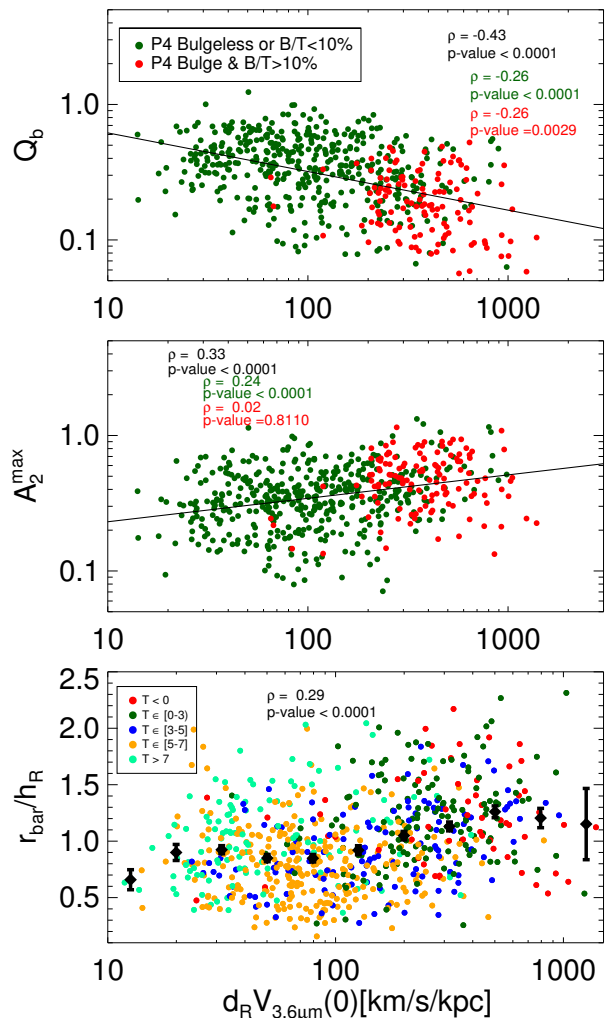 10
100
1000
P4 Bulgeless or B/T<10%
P4 Bulge & B/T>10%
ρ = -0.43
p-value < 0.0001
ρ = -0.26
p-value < 0.0001
ρ = -0.26
p-value =0.0029
1.0
0.1
Q_b
10
100
1000
ρ = 0.33
p-value < 0.0001
ρ = 0.24
p-value < 0.0001
ρ = 0.02
p-value =0.8110
1.0
0.1
A_2^max
10
100
1000
2.5
2.0
1.5
1.0
0.5
r_bar/h_R
T < 0
T ∈ [0-3)
T ∈ [3-5]
T ∈ [5-7]
T > 7
ρ = 0.29
p-value < 0.0001
10
100
1000
d_R V_3.6μm(0)[km/s/kpc]